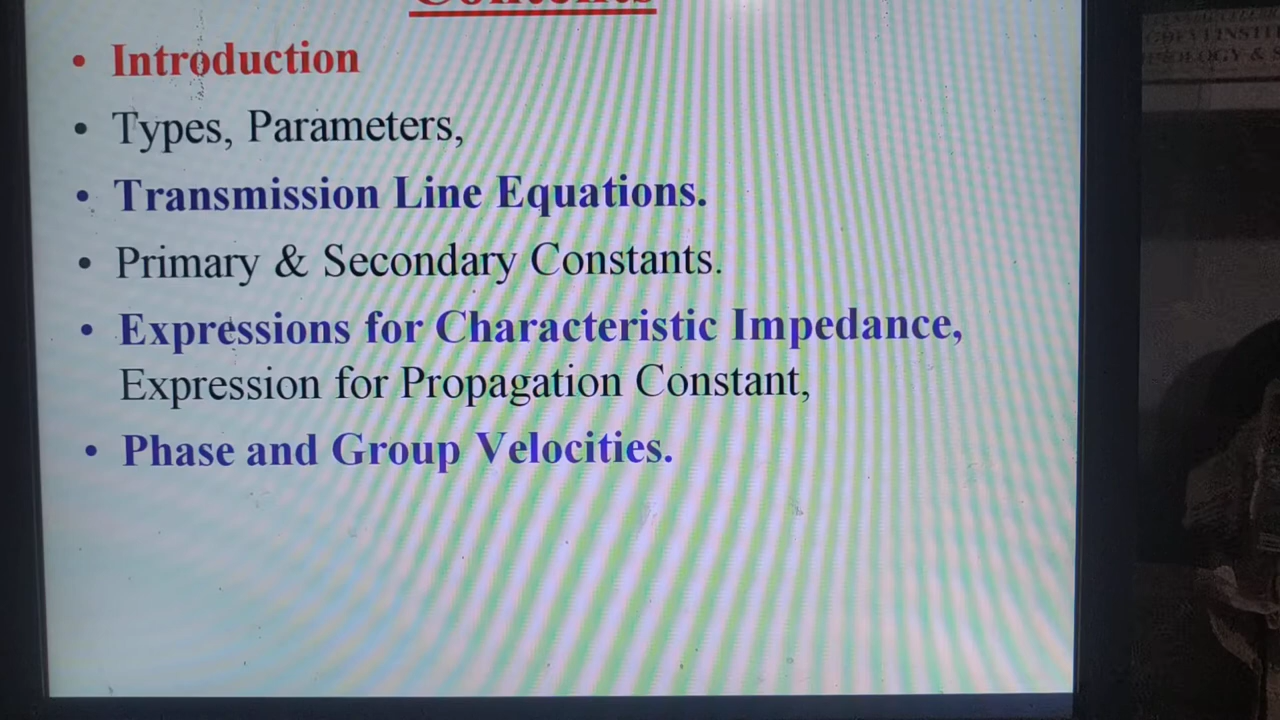 Contents
• Introduction
• Types, Parameters,
• Transmission Line Equations.
• Primary & Secondary Constants.
• Expressions for Characteristic Impedance,
Expression for Propagation Constant,
• Phase and Group Velocities.